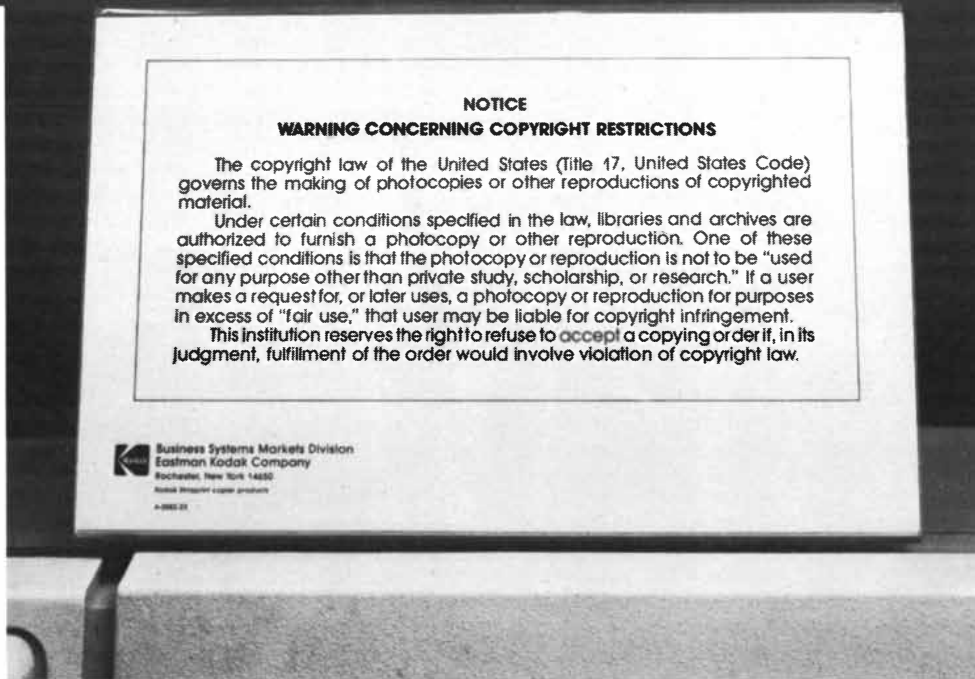 NOTICE
WARNING CONCERNING COPYRIGHT RESTRICTIONS
The copyright law of the United States (Title 17, United States Code)
governs the making of photocopies or other reproductions of copyrighted
material.
Under certain conditions specified in the law, libraries and archives are
authorized to furnish a photocopy or other reproduction. One of these
specified conditions is that the photocopy or reproduction is not to be "used
for any purpose other than private study, scholarship, or research." If a user
makes a request for, or later uses, a photocopy or reproduction for purposes
in excess of "fair use," that user may be liable for copyright infringement.
This institution reserves the right to refuse to accept a copying order if, in its
judgment, fulfillment of the order would involve violation of copyright law.
Business Systems Markets Division
Eastman Kodak Company
Rochester, New York 14650
Kodak copier products